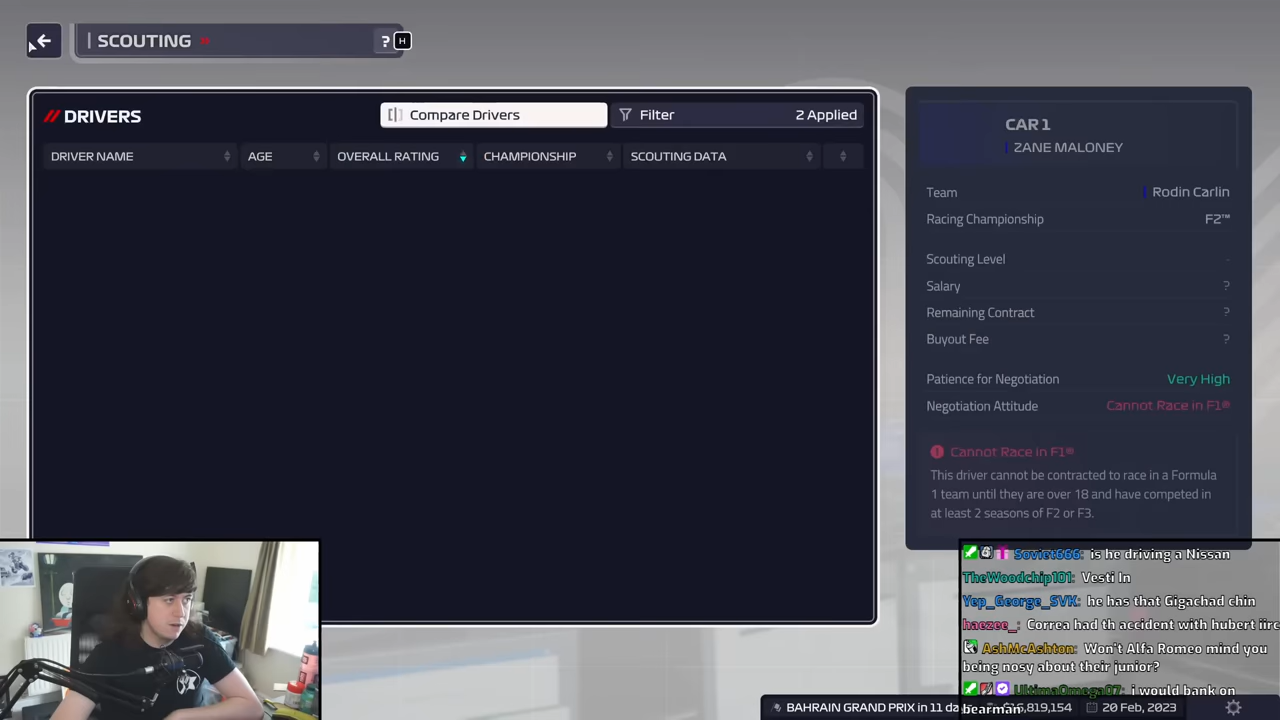 SCOUTING
? H
DRIVERS
Compare Drivers
Filter 2 Applied
DRIVER NAME AGE OVERALL RATING CHAMPIONSHIP SCOUTING DATA
CAR 1
ZANE MALONEY
Team Rodin Carlin
Racing Championship F2™
Scouting Level -
Salary ?
Remaining Contract ?
Buyout Fee ?
Patience for Negotiation Very High
Negotiation Attitude Cannot Race in F1®
Cannot Race in F1®
This driver cannot be contracted to race in a Formula
1 team until they are over 18 and have competed in
at least 2 seasons of F2 or F3.
Soviet666: is he driving a Nissan
TheWoodchip101: Vesti In
Yep_George_SVK: he has that Gigachad chin
haezee_: Correa had th accident with hubert iirc
AshMcAshton: Won't Alfa Romeo mind you
being nosy about their junior?
UltimaOmega07: i would bank on
bearman
BAHRAIN GRAND PRIX in 11 da 16,819,154 20 Feb, 2023